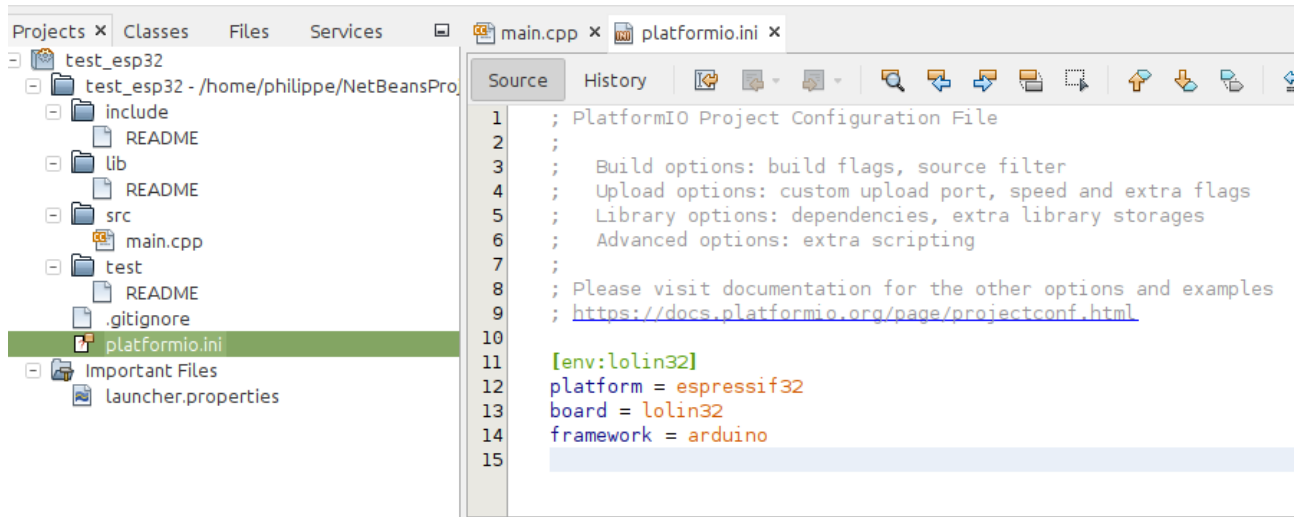 Projects Classes Files Services
test_esp32
test_esp32 - /home/philippe/NetBeansPro
include
README
lib
README
src
main.cpp
test
README
.gitignore
platformio.ini
Important Files
launcher.properties
main.cpp platformio.ini
Source History
1 ; PlatformIO Project Configuration File
2 ;
3 ;   Build options: build flags, source filter
4 ;   Upload options: custom upload port, speed and extra flags
5 ;   Library options: dependencies, extra library storages
6 ;   Advanced options: extra scripting
7 ;
8 ; Please visit documentation for the other options and examples
9 ; https://docs.platformio.org/page/projectconf.html
10
11 [env:lolin32]
12 platform = espressif32
13 board = lolin32
14 framework = arduino
15